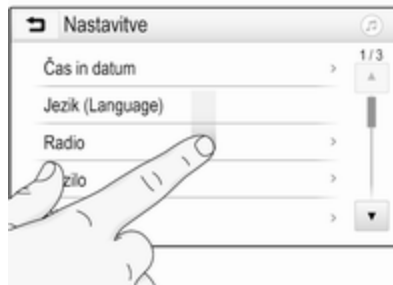 Nastavitve
1/3
Čas in datum
Jezik (Language)
Radio